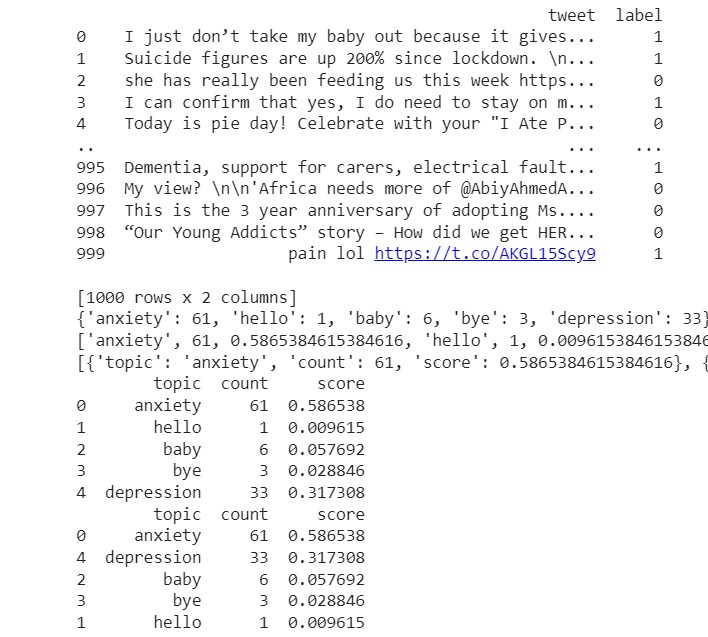 tweet label
0 I just don’t take my baby out because it gives... 1
1 Suicide figures are up 200% since lockdown. \n... 1
2 she has really been feeding us this week https... 0
3 I can confirm that yes, I do need to stay on m... 1
4 Today is pie day! Celebrate with your "I Ate P... 0
.. ... ...
995 Dementia, support for carers, electrical fault... 1
996 My view? \n\n'Africa needs more of @AbiyAhmedA... 0
997 This is the 3 year anniversary of adopting Ms.... 0
998 “Our Young Addicts” story – How did we get HER... 0
999 pain lol https://t.co/AKGL15Scy9 1
[1000 rows x 2 columns]
{'anxiety': 61, 'hello': 1, 'baby': 6, 'bye': 3, 'depression': 33}
['anxiety', 61, 0.5865384615384616, 'hello', 1, 0.009615384615384​6
[{'topic': 'anxiety', 'count': 61, 'score': 0.5865384615384616}, {
topic count score
0 anxiety 61 0.586538
1 hello 1 0.009615
2 baby 6 0.057692
3 bye 3 0.028846
4 depression 33 0.317308
topic count score
0 anxiety 61 0.586538
4 depression 33 0.317308
2 baby 6 0.057692
3 bye 3 0.028846
1 hello 1 0.009615